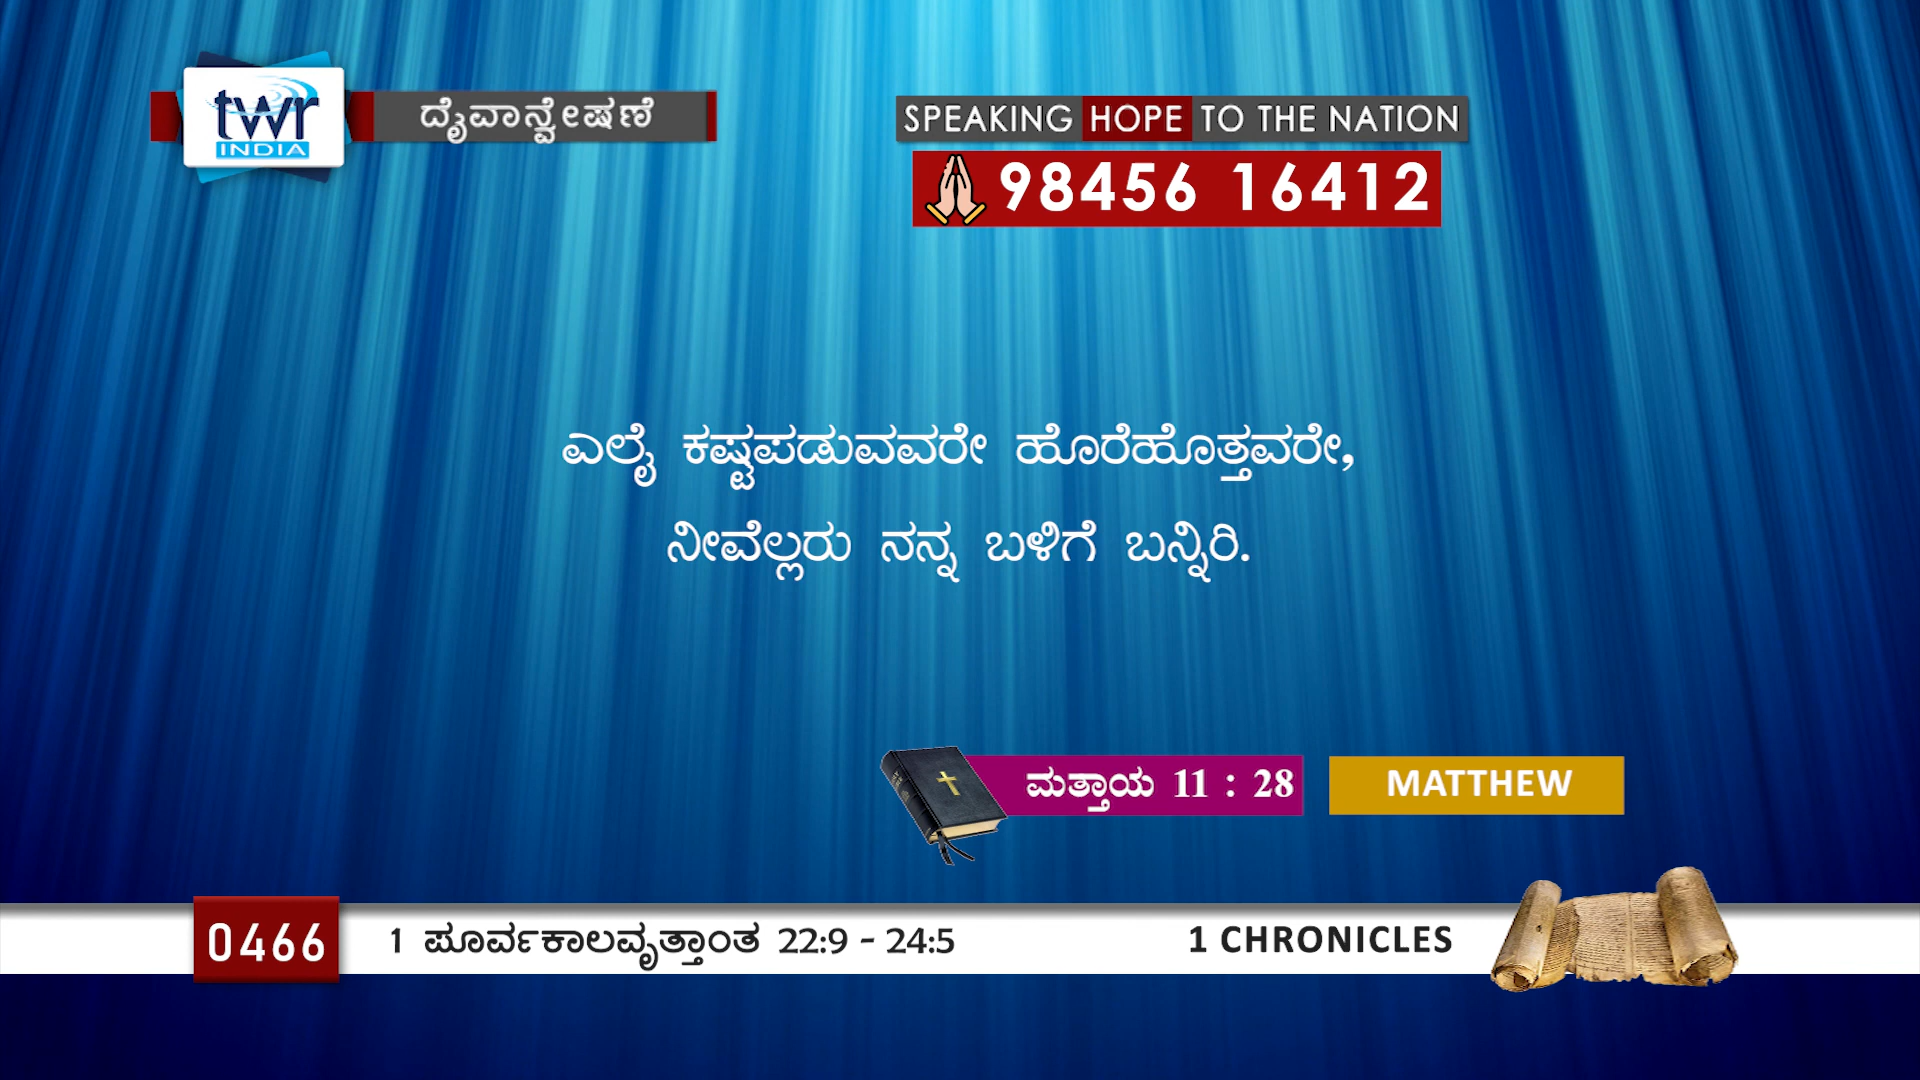 twr
INDIA
ದೈವಾನ್ವೇಷಣೆ
SPEAKING HOPE TO THE NATION
98456 16412
ಎಲೈ ಕಷ್ಟಪಡುವವರೇ ಹೊರೆಹೊತ್ತವರೇ,
ನೀವೆಲ್ಲರು ನನ್ನ ಬಳಿಗೆ ಬನ್ನಿರಿ.
ಮತ್ತಾಯ 11 : 28 MATTHEW
0466 1 ಪೂರ್ವಕಾಲವೃತ್ತಾಂತ 22:9 - 24:5 1 CHRONICLES